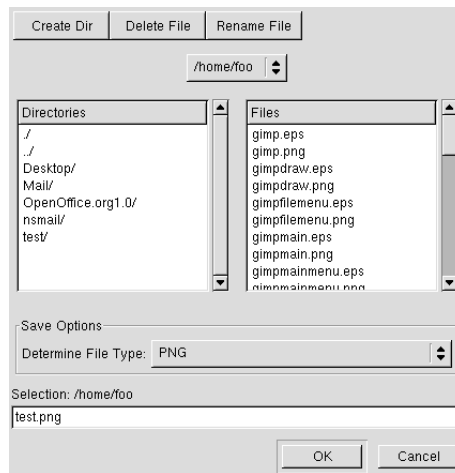 Create Dir Delete File Rename File
/home/foo
Directories
./
../
Desktop/
Mail/
OpenOffice.org1.0/
nsmail/
test/
Files
gimp.eps
gimp.png
gimpdraw.eps
gimpdraw.png
gimpfilemenu.eps
gimpfilemenu.png
gimpmain.eps
gimpmain.png
gimpmainmenu.eps
gimpmainmenu.png
Save Options
Determine File Type: PNG
Selection: /home/foo
test.png
OK Cancel